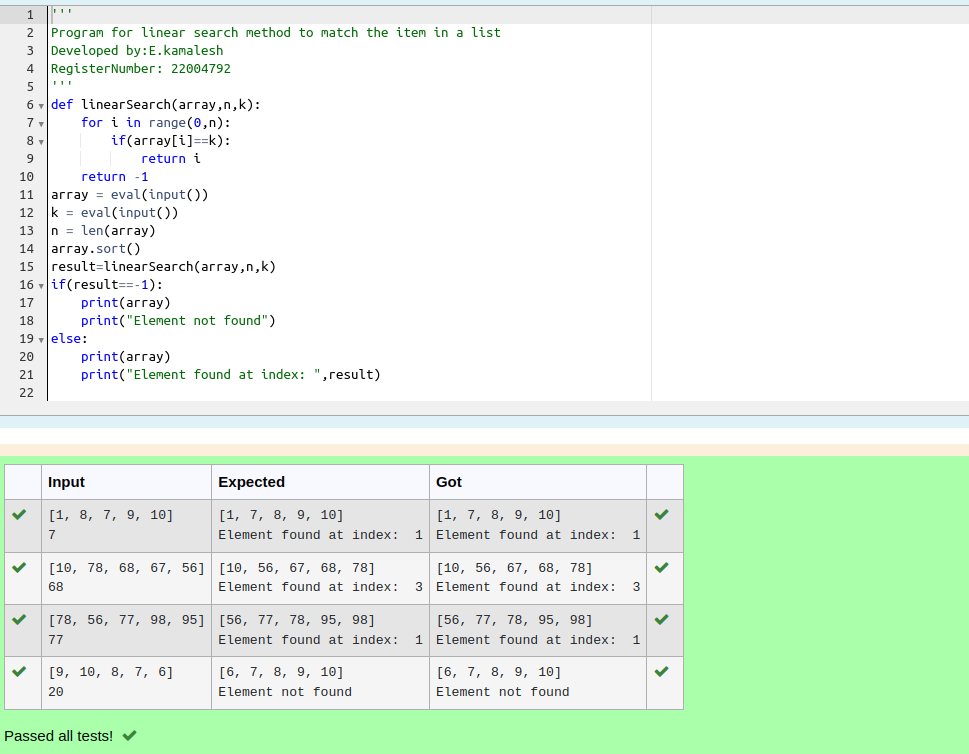 1 '''
2 Program for linear search method to match the item in a list
3 Developed by:E.kamalesh
4 RegisterNumber: 22004792
5 '''
6 def linearSearch(array,n,k):
7     for i in range(0,n):
8         if(array[i]==k):
9             return i
10     return -1
11 array = eval(input())
12 k = eval(input())
13 n = len(array)
14 array.sort()
15 result=linearSearch(array,n,k)
16 if(result==-1):
17     print(array)
18     print("Element not found")
19 else:
20     print(array)
21     print("Element found at index: ",result)
22
Input Expected Got
[1, 8, 7, 9, 10] [1, 7, 8, 9, 10] [1, 7, 8, 9, 10]
7 Element found at index:  1 Element found at index:  1
[10, 78, 68, 67, 56] [10, 56, 67, 68, 78] [10, 56, 67, 68, 78]
68 Element found at index:  3 Element found at index:  3
[78, 56, 77, 98, 95] [56, 77, 78, 95, 98] [56, 77, 78, 95, 98]
77 Element found at index:  1 Element found at index:  1
[9, 10, 8, 7, 6] [6, 7, 8, 9, 10] [6, 7, 8, 9, 10]
20 Element not found Element not found
Passed all tests!